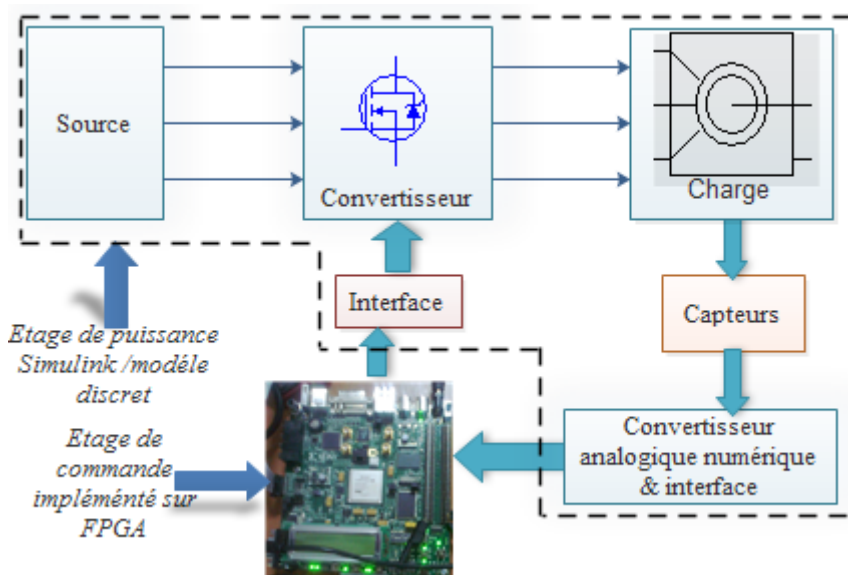 Source
Convertisseur
Charge
Interface
Capteurs
Etage de puissance
Simulink /modéle
discret
Etage de
commande
impléménté sur
FPGA
Convertisseur
analogique numérique
& interface